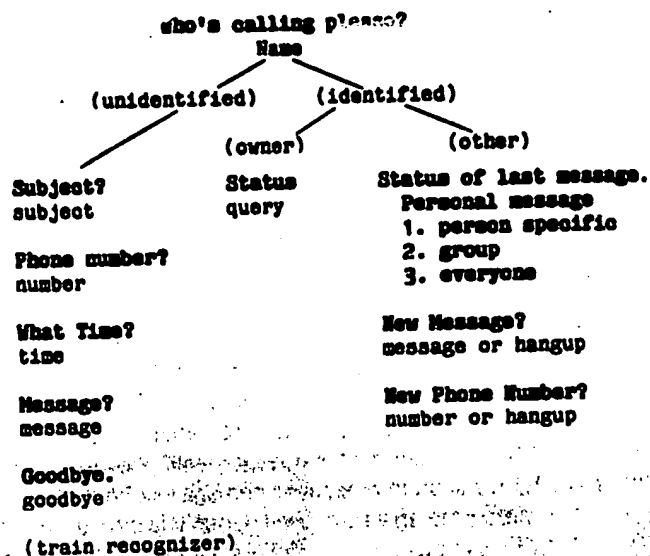 who's calling please?
Name
(unidentified)
(identified)
(owner)
(other)
Subject?
subject
Phone number?
number
What Time?
time
Message?
message
Goodbye.
goodbye
(train recognizer)
Status
query
Status of last message.
Personal message
1. person specific
2. group
3. everyone
New Message?
message or hangup
New Phone Number?
number or hangup